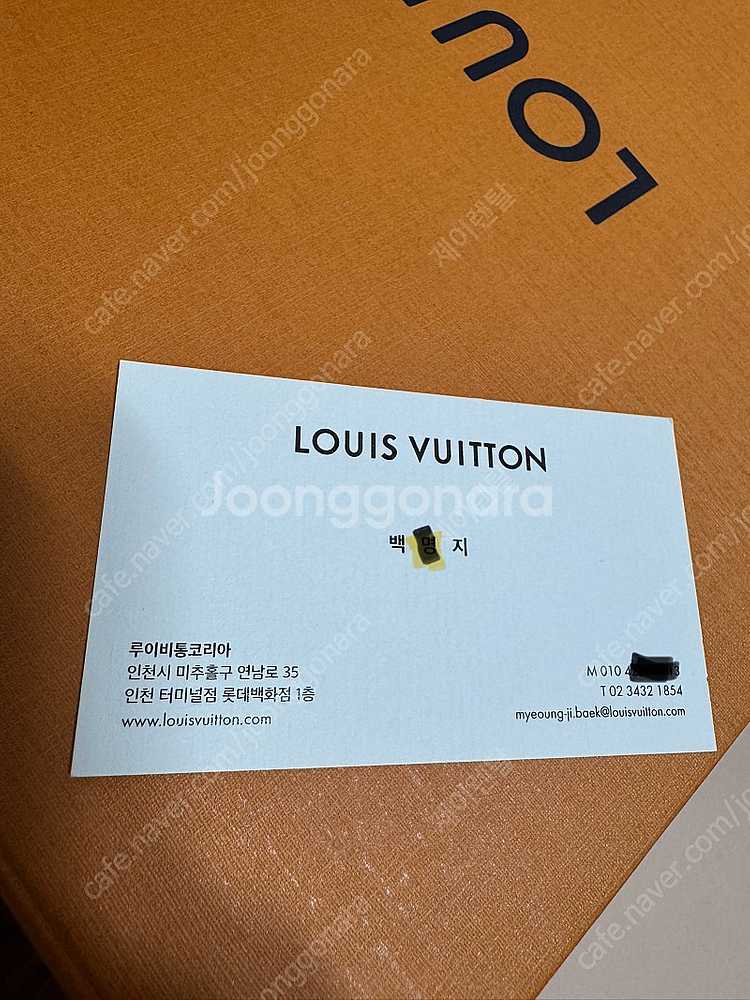 LOU
LOUIS VUITTON
Joonggonara
백 명 지
루이비통코리아
인천시 미추홀구 연남로 35
인천 터미널점 롯데백화점 1층
www.louisvuitton.com
M 010 4
T 02 3432 1854
myeoung-ji.baek@louisvuitton.com
cafe.naver.com/joonggonara
제이렌탈